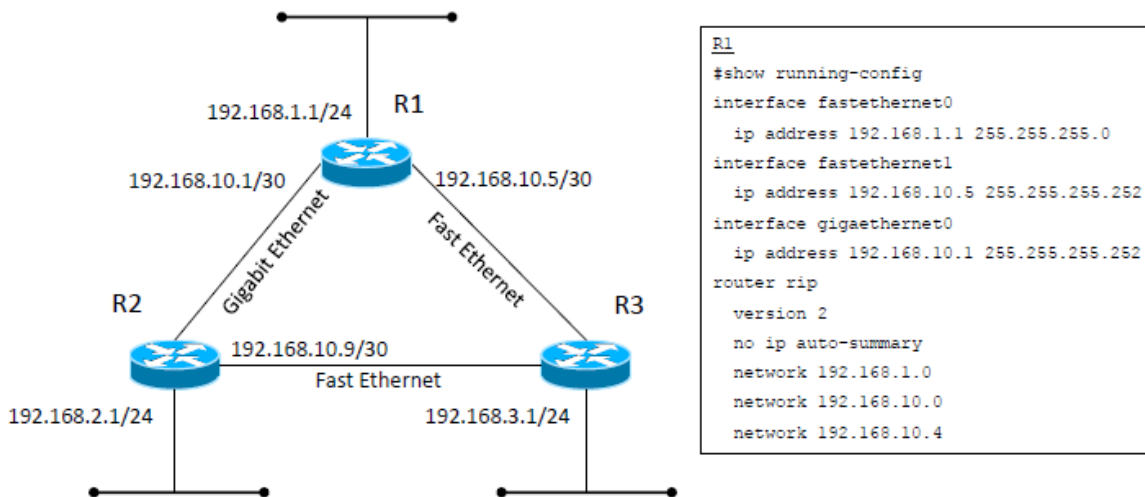 192.168.1.1/24
R1
192.168.10.1/30
192.168.10.5/30
Gigabit Ethernet
Fast Ethernet
R2
R3
192.168.10.9/30
Fast Ethernet
192.168.2.1/24
192.168.3.1/24
R1
#show running-config
interface fastethernet0
ip address 192.168.1.1 255.255.255.0
interface fastethernet1
ip address 192.168.10.5 255.255.255.252
interface gigaethernet0
ip address 192.168.10.1 255.255.255.252
router rip
version 2
no ip auto-summary
network 192.168.1.0
network 192.168.10.0
network 192.168.10.4